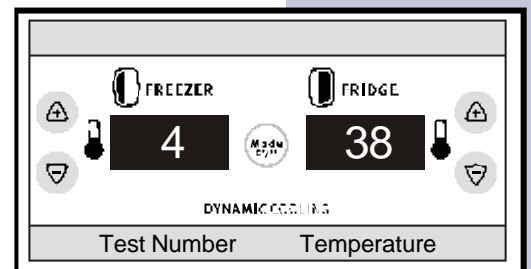 FREEZER FRIDGE
4 38
DYNAMIC COOLING
Test Number Temperature